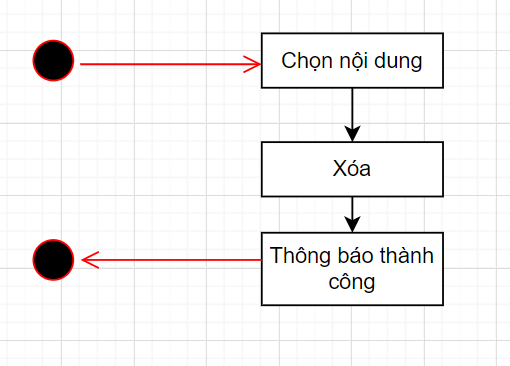 Chọn nội dung
Xóa
Thông báo thành
công